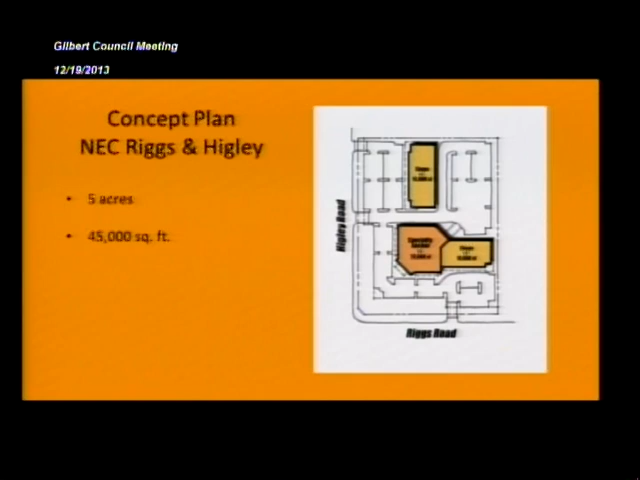 Gilbert Council Meeting
12/19/2013
Concept Plan
NEC Riggs & Higley
• 5 acres
• 45,000 sq. ft.
Higley Road
Riggs Road